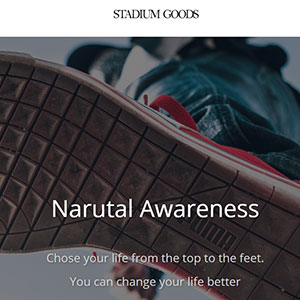 STADIUM GOODS
Narutal Awareness
Chose your life from the top to the feet.
You can change your life better